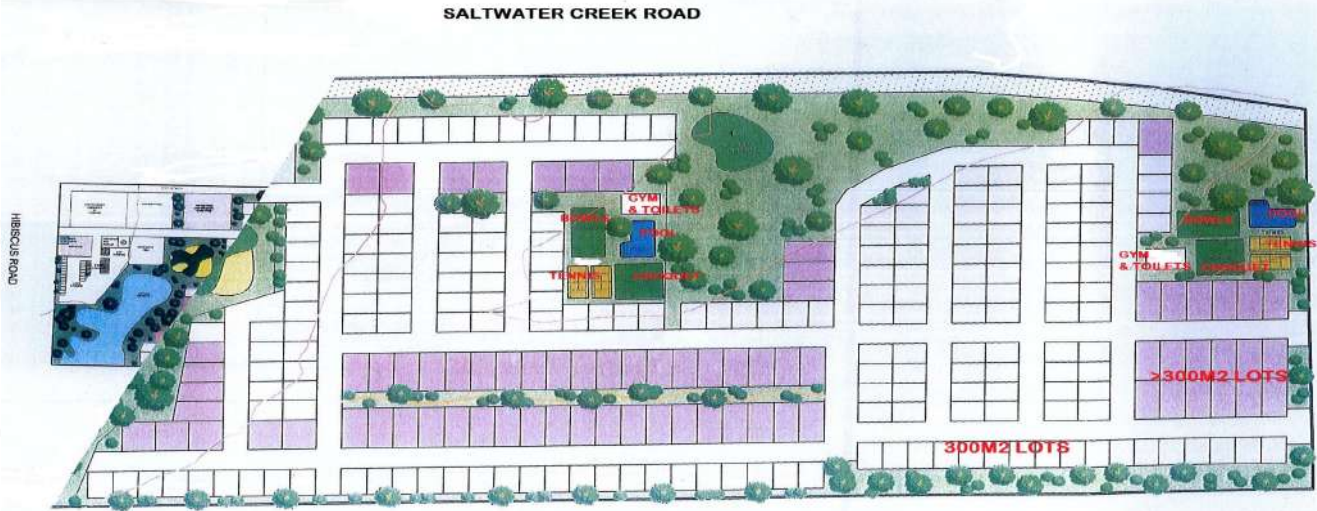 SALTWATER CREEK ROAD
HIBISCUS ROAD
GYM
& TOILETS
BOWLS
POOL
TENNIS
CROQUET
BOWLS
POOL
TENNIS
GYM
& TOILETS
CROQUET
>300M2 LOTS
300M2 LOTS